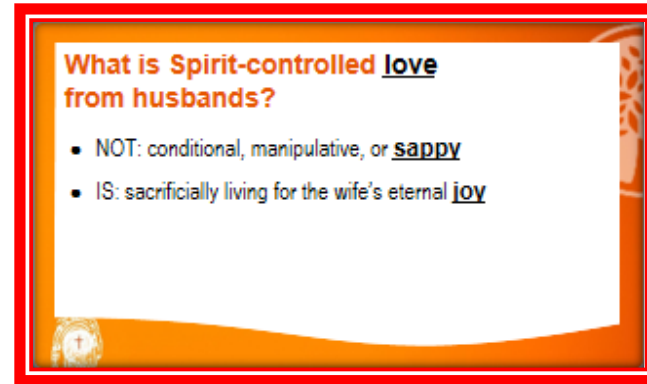 What is Spirit-controlled love
from husbands?
• NOT: conditional, manipulative, or sappy
• IS: sacrificially living for the wife's eternal joy